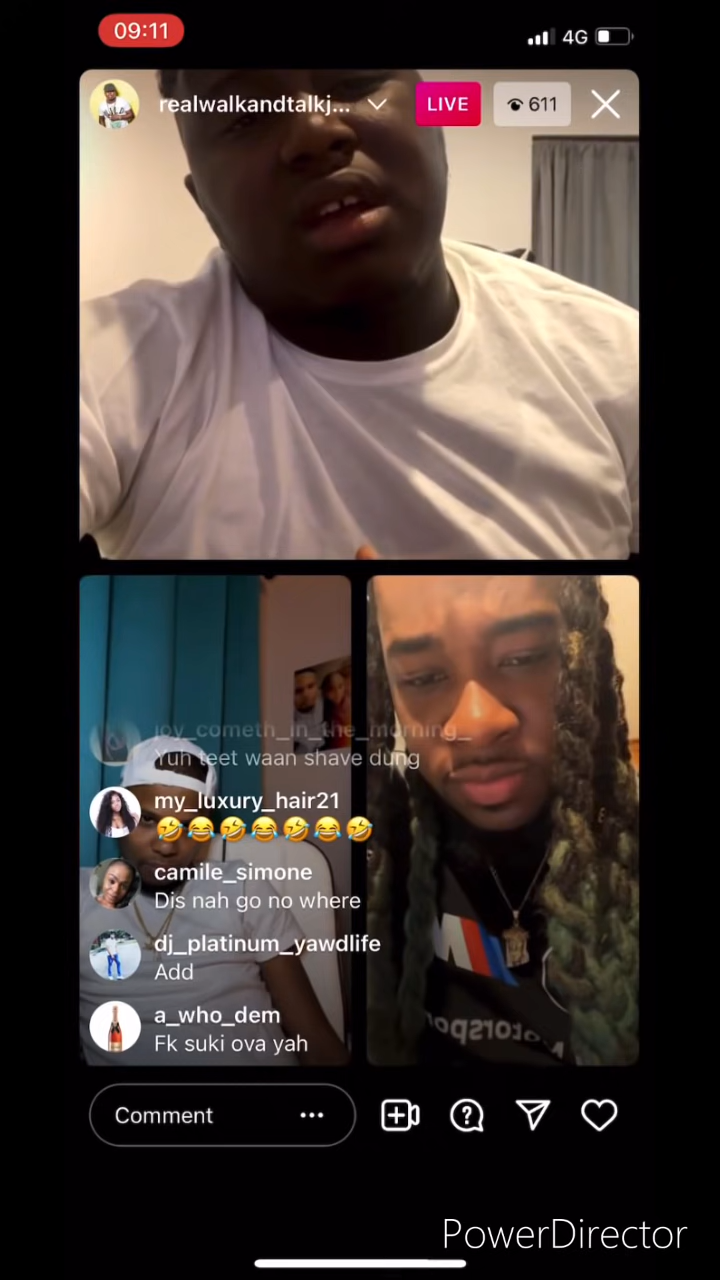 09:11
4G
realwalkandtalkj...
LIVE
611
joy_cometh_in_the_morning_
Yuh teet waan shave dung
my_luxury_hair21
🤣😂🤣😂🤣😂🤣
camile_simone
Dis nah go no where
dj_platinum_yawdlife
Add
a_who_dem
Fk suki ova yah
M
Comment
PowerDirector